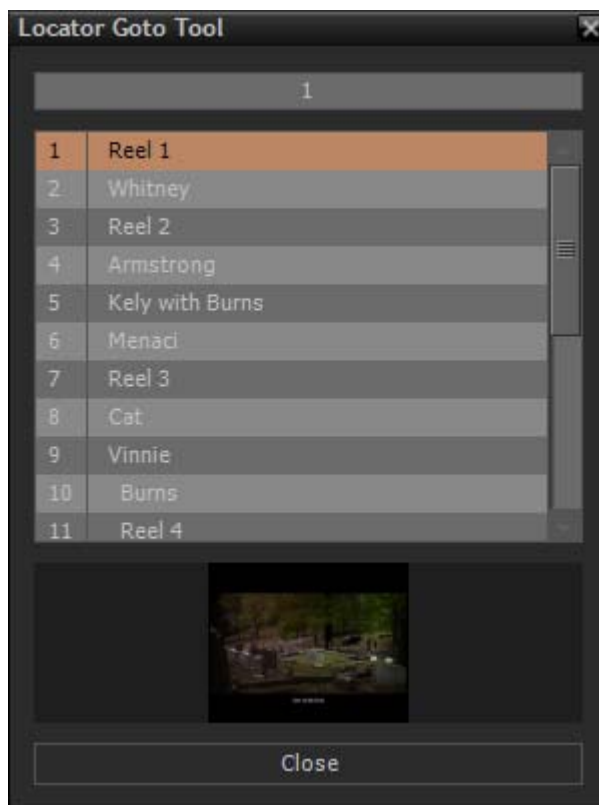 Locator Goto Tool
1
1 Reel 1
2 Whitney
3 Reel 2
4 Armstrong
5 Kely with Burns
6 Menaci
7 Reel 3
8 Cat
9 Vinnie
10 Burns
11 Reel 4
Close